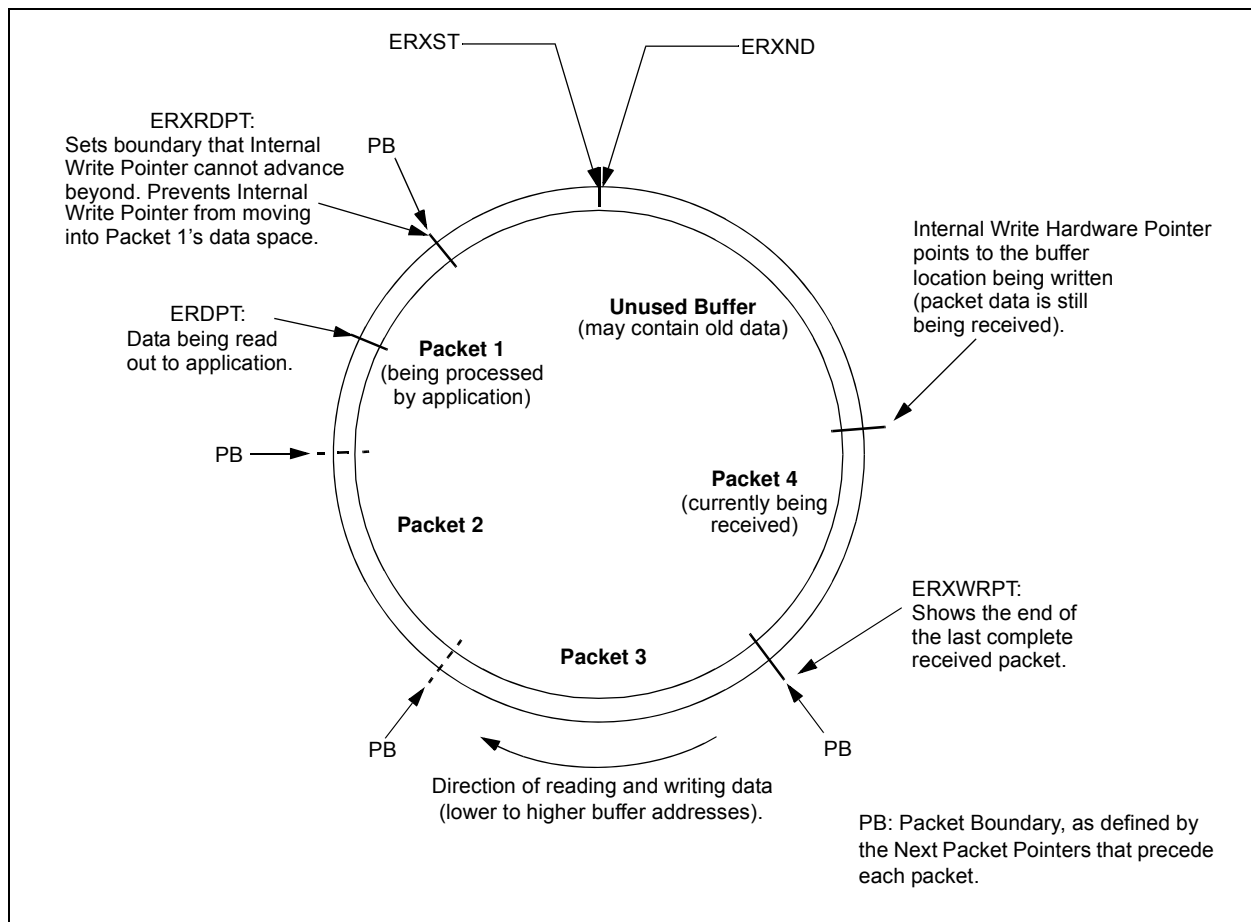 ERXST
ERXND
ERXRDPT:
Sets boundary that Internal
Write Pointer cannot advance
beyond. Prevents Internal
Write Pointer from moving
into Packet 1’s data space.
PB
Internal Write Hardware Pointer
points to the buffer
location being written
(packet data is still
being received).
Unused Buffer
(may contain old data)
ERDPT:
Data being read
out to application.
Packet 1
(being processed
by application)
PB
Packet 4
(currently being
received)
Packet 2
ERXWRPT:
Shows the end of
the last complete
received packet.
Packet 3
PB
PB
Direction of reading and writing data
(lower to higher buffer addresses).
PB: Packet Boundary, as defined by
the Next Packet Pointers that precede
each packet.